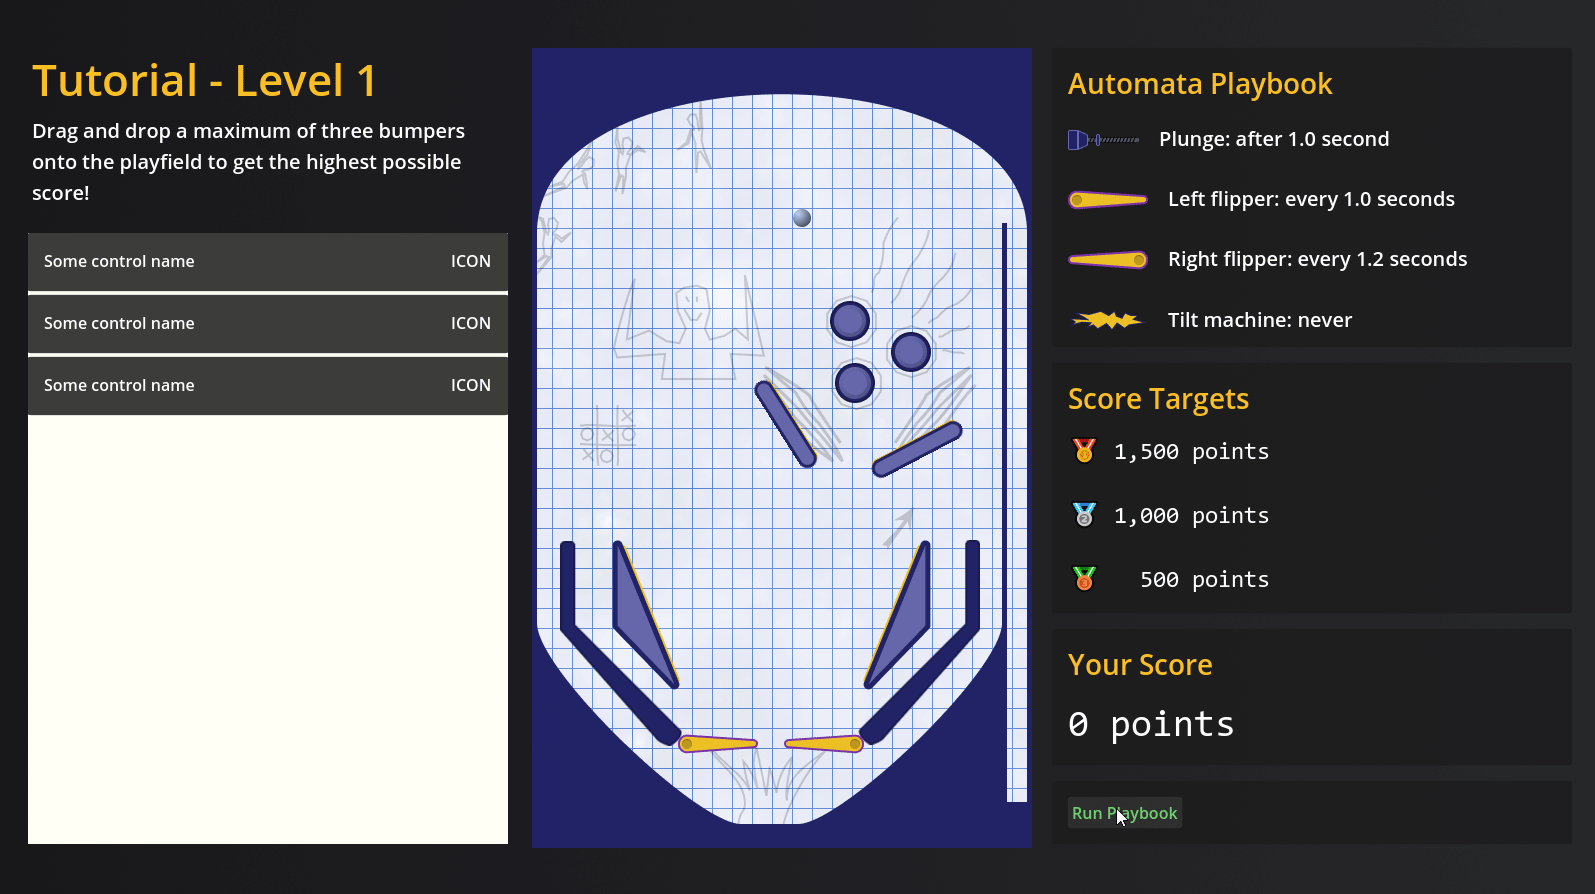 Tutorial - Level 1
Drag and drop a maximum of three bumpers
onto the playfield to get the highest possible
score!
Some control name ICON
Some control name ICON
Some control name ICON
Automata Playbook
Plunge: after 1.0 second
Left flipper: every 1.0 seconds
Right flipper: every 1.2 seconds
Tilt machine: never
Score Targets
1,500 points
1,000 points
500 points
Your Score
0 points
Run Playbook